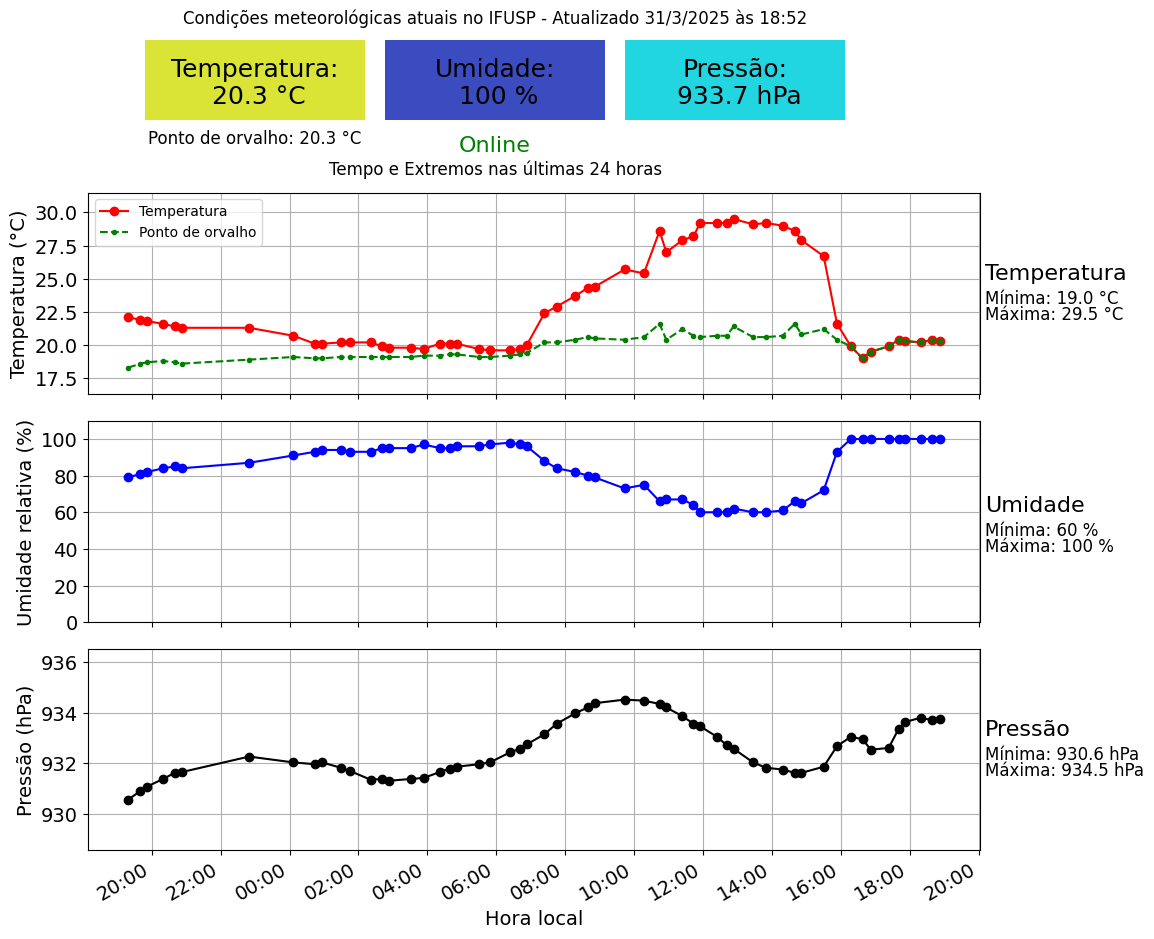 Condições meteorológicas atuais no IFUSP - Atualizado 31/3/2025 às 18:52
Temperatura:
20.3 °C
Umidade:
100 %
Pressão:
933.7 hPa
Ponto de orvalho: 20.3 °C
Online
Tempo e Extremos nas últimas 24 horas
Temperatura (°C)
30.0
27.5
25.0
22.5
20.0
17.5
Temperatura
Ponto de orvalho
Temperatura
Mínima: 19.0 °C
Máxima: 29.5 °C
Umidade relativa (%)
100
80
60
40
20
0
Umidade
Mínima: 60 %
Máxima: 100 %
Pressão (hPa)
936
934
932
930
Pressão
Mínima: 930.6 hPa
Máxima: 934.5 hPa
20:00 22:00 00:00 02:00 04:00 06:00 08:00 10:00 12:00 14:00 16:00 18:00 20:00
Hora local